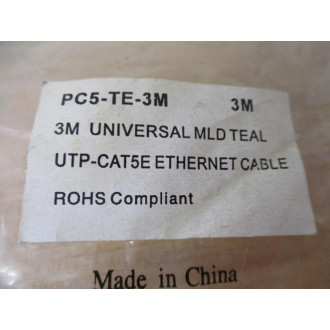 PC5-TE-3M 3M
3M UNIVERSAL MLD TEAL
UTP-CAT5E ETHERNET CABLE
ROHS Compliant
Made in China